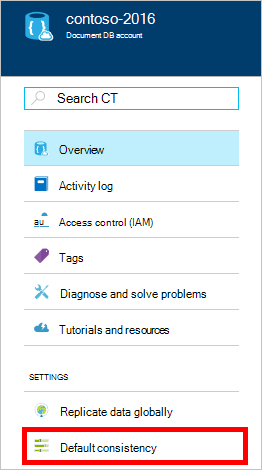 contoso-2016
Document DB account
Search CT
Overview
Activity log
Access control (IAM)
Tags
Diagnose and solve problems
Tutorials and resources
SETTINGS
Replicate data globally
Default consistency